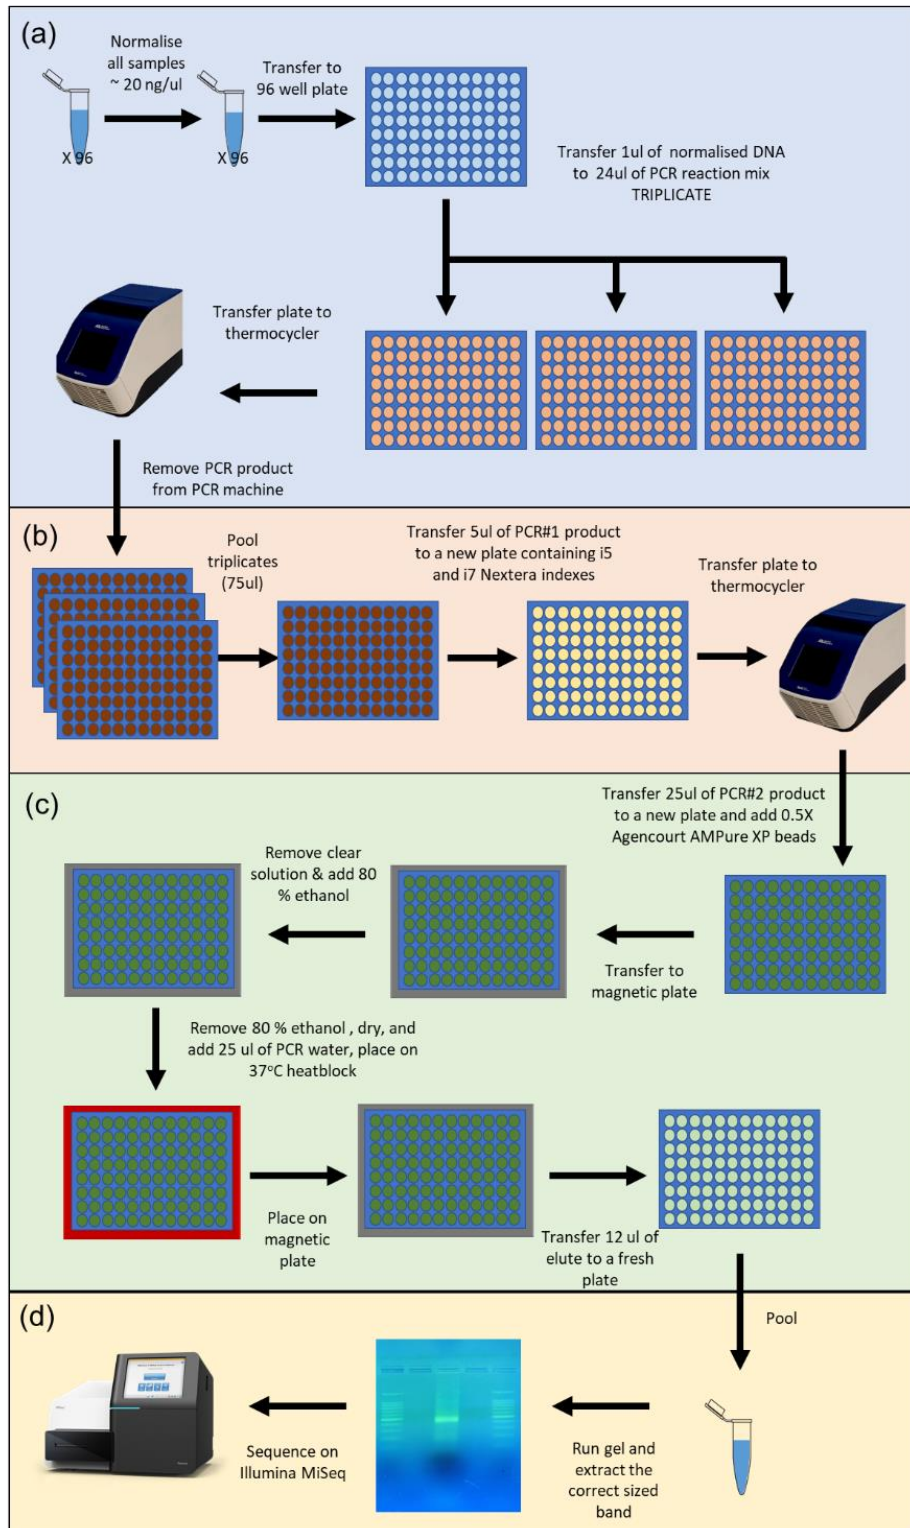 (a)
Normalise
all samples
~ 20 ng/ul
Transfer to
96 well plate
X 96
X 96
Transfer 1ul of normalised DNA
to 24ul of PCR reaction mix
TRIPLICATE
Transfer plate to
thermocycler
Remove PCR product
from PCR machine
(b)
Pool
triplicates
(75ul)
Transfer 5ul of PCR#1 product
to a new plate containing i5
and i7 Nextera indexes
Transfer plate to
thermocycler
(c)
Transfer 25ul of PCR#2 product
to a new plate and add 0.5X
Agencourt AMPure XP beads
Remove clear
solution & add 80
% ethanol
Transfer to
magnetic plate
Remove 80 % ethanol , dry, and
add 25 ul of PCR water, place on
37°C heatblock
Place on
magnetic
plate
Transfer 12 ul of
elute to a fresh
plate
(d)
Pool
Run gel and
extract the
correct sized
band
Sequence on
Illumina MiSeq